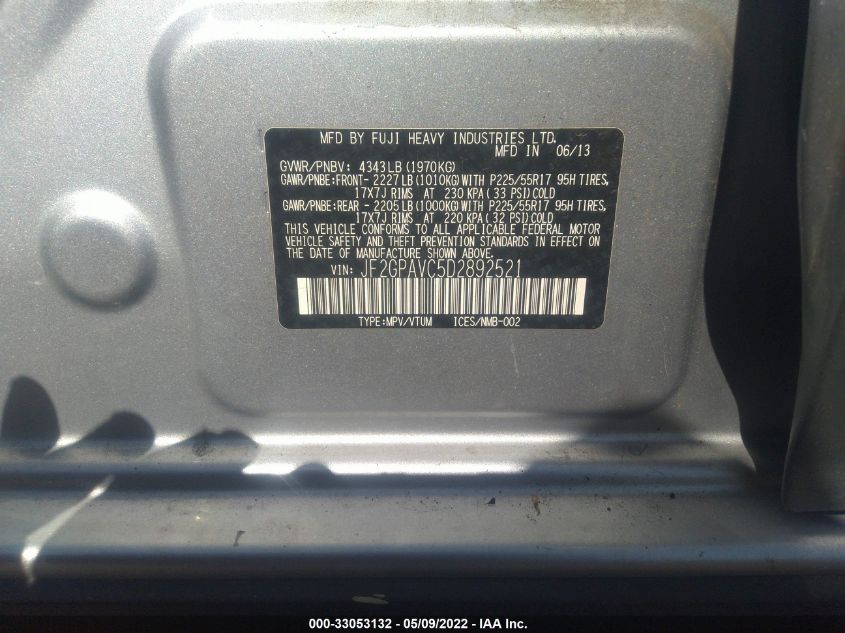 MFD BY FUJI HEAVY INDUSTRIES LTD.
MFD IN 06/13
GVWR/PNBV: 4343LB(1970KG)
GAWR/PNBE:FRONT- 2227LB(1010KG)WITH P225/55R17 95H TIRES,
17X7J RIMS AT 230 KPA(33 PSI)COLD
GAWR/PNBE:REAR - 2205LB(1000KG)WITH P225/55R17 95H TIRES,
17X7J RIMS AT 220 KPA(32 PSI)COLD
THIS VEHICLE CONFORMS TO ALL APPLICABLE FEDERAL MOTOR
VEHICLE SAFETY AND THEFT PREVENTION STANDARDS IN EFFECT ON
THE DATE OF MANUFACTURE SHOWN ABOVE.
VIN: JF2GPAVC5D2892521
TYPE:MPV/VTUM ICES/NMB-002
000-33053132 - 05/09/2022 - IAA Inc.